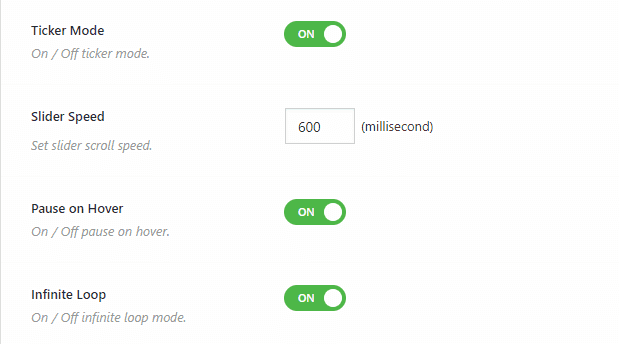 Ticker Mode
ON
On / Off ticker mode.
Slider Speed
600 (millisecond)
Set slider scroll speed.
Pause on Hover
ON
On / Off pause on hover.
Infinite Loop
ON
On / Off infinite loop mode.